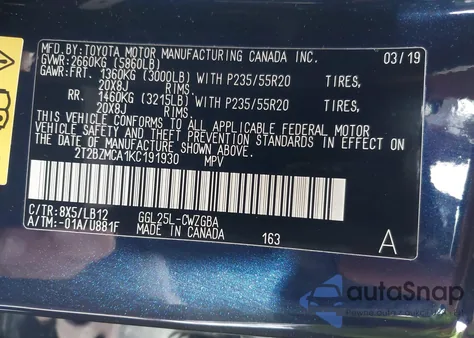 MFD.BY:TOYOTA MOTOR MANUFACTURING CANADA INC. 03/19
GVWR:2660KG (5860LB)
GAWR:FRT. 1360KG (3000LB) WITH P235/55R20 TIRES,
20X8J RIMS.
RR. 1460KG (3215LB) WITH P235/55R20 TIRES,
20X8J RIMS.
THIS VEHICLE CONFORMS TO ALL APPLICABLE FEDERAL MOTOR
VEHICLE SAFETY AND THEFT PREVENTION STANDARDS IN EFFECT
ON THE DATE OF MANUFACTURE SHOWN ABOVE.
2T2BZMCA1KC191930 MPV
C/TR:8X5/LB12 GGL25L-CWZGBA
A/TM:-01A/U881F MADE IN CANADA 163 A
autoSnap